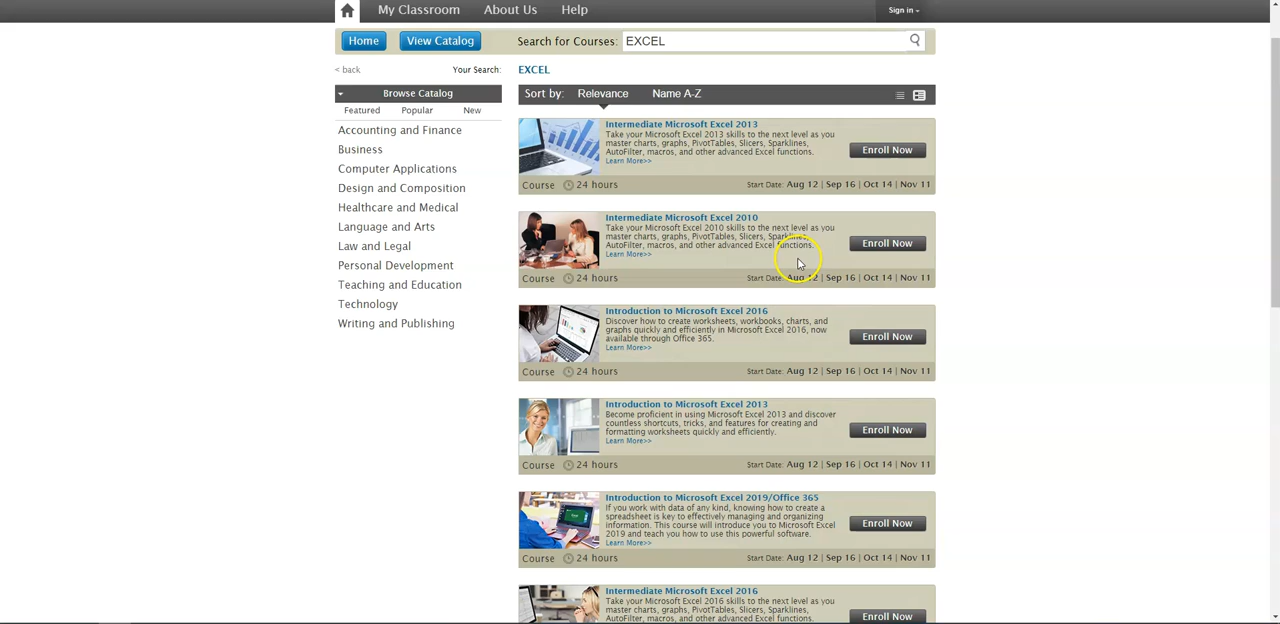 My Classroom About Us Help Sign in
Home View Catalog Search for Courses: EXCEL
< back Your Search: EXCEL
Browse Catalog
Featured Popular New
Accounting and Finance
Business
Computer Applications
Design and Composition
Healthcare and Medical
Language and Arts
Law and Legal
Personal Development
Teaching and Education
Technology
Writing and Publishing
Sort by: Relevance Name A-Z
Intermediate Microsoft Excel 2013
Take your Microsoft Excel 2013 skills to the next level as you
master charts, graphs, PivotTables, Slicers, Sparklines,
AutoFilter, macros, and other advanced Excel functions.
Learn More>>
Enroll Now
Course 24 hours Start Date: Aug 12 | Sep 16 | Oct 14 | Nov 11
Intermediate Microsoft Excel 2010
Take your Microsoft Excel 2010 skills to the next level as you
master charts, graphs, PivotTables, Slicers, Sparklines,
AutoFilter, macros, and other advanced Excel functions.
Learn More>>
Enroll Now
Course 24 hours Start Date: Aug 12 | Sep 16 | Oct 14 | Nov 11
Introduction to Microsoft Excel 2016
Discover how to create worksheets, workbooks, charts, and
graphs quickly and efficiently in Microsoft Excel 2016, now
available through Office 365.
Learn More>>
Enroll Now
Course 24 hours Start Date: Aug 12 | Sep 16 | Oct 14 | Nov 11
Introduction to Microsoft Excel 2013
Become proficient in using Microsoft Excel 2013 and discover
countless shortcuts, tricks, and features for creating and
formatting worksheets quickly and efficiently.
Learn More>>
Enroll Now
Course 24 hours Start Date: Aug 12 | Sep 16 | Oct 14 | Nov 11
Introduction to Microsoft Excel 2019/Office 365
If you work with data of any kind, knowing how to create a
spreadsheet is key to effectively managing and organizing
information. This course will introduce you to Microsoft Excel
2019 and teach you how to use this powerful software.
Learn More>>
Enroll Now
Course 24 hours Start Date: Aug 12 | Sep 16 | Oct 14 | Nov 11
Intermediate Microsoft Excel 2016
Take your Microsoft Excel 2016 skills to the next level as you
master charts, graphs, PivotTables, Slicers, Sparklines,
AutoFilter, macros, and other advanced Excel functions.
Enroll Now